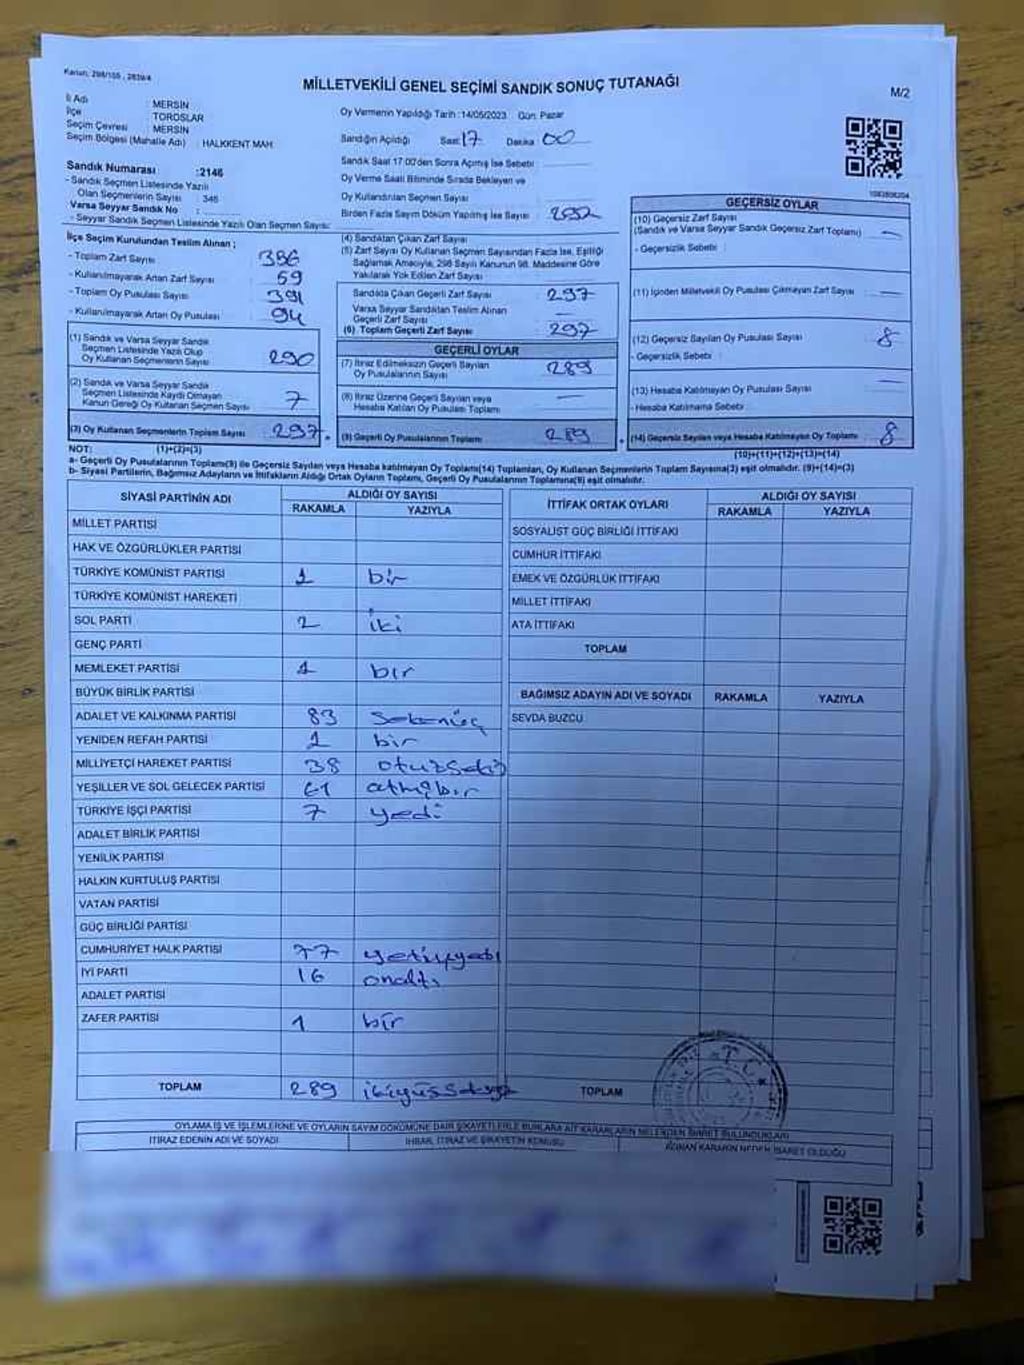 Kanun: 298/105 , 2839/4
MİLLETVEKİLİ GENEL SEÇİMİ SANDIK SONUÇ TUTANAĞI
M/2
İl Adı : MERSİN
İlçe : TOROSLAR
Seçim Çevresi : MERSİN
Seçim Bölgesi (Mahalle Adı) : HALKKENT MAH.
Oy Vermenin Yapıldığı Tarih :14/05/2023 Gün: Pazar
Sandığın Açıldığı Saat 17 Dakika 00
Sandık Saat 17:00'den Sonra Açılmış İse Sebebi :
Oy Verme Saati Bitiminde Sırada Bekleyen ve
Oy Kullandırılan Seçmen Sayısı
Birden Fazla Sayım Döküm Yapılmış İse Sayısı
Sandık Numarası :2146
- Sandık Seçmen Listesinde Yazılı
Olan Seçmenlerin Sayısı : 346
Varsa Seyyar Sandık No :
- Seyyar Sandık Seçmen Listesinde Yazılı Olan Seçmen Sayısı:
İlçe Seçim Kurulundan Teslim Alınan ;
- Toplam Zarf Sayısı 386
- Kullanılmayarak Artan Zarf Sayısı 59
- Toplam Oy Pusulası Sayısı 391
- Kullanılmayarak Artan Oy Pusulası 94
(1) Sandık ve Varsa Seyyar Sandık
Seçmen Listesinde Yazılı Olup
Oy Kullanan Seçmenlerin Sayısı 290
(2) Sandık ve Varsa Seyyar Sandık
Seçmen Listesinde Kaydı Olmayan
Kanun Gereği Oy Kullanan Seçmen Sayısı 7
(3) Oy Kullanan Seçmenlerin Toplam Sayısı 297
(1)+(2)=(3)
(4) Sandıktan Çıkan Zarf Sayısı
(5) Zarf Sayısı Oy Kullanan Seçmen Sayısından Fazla İse, Eşitliği
Sağlamak Amacıyla, 298 Sayılı Kanunun 98. Maddesine Göre
Yakılarak Yok Edilen Zarf Sayısı
Sandıkta Çıkan Geçerli Zarf Sayısı 297
Varsa Seyyar Sandıktan Teslim Alınan
Geçerli Zarf Sayısı —
(6) Toplam Geçerli Zarf Sayısı 297
GEÇERLİ OYLAR
(7) İtiraz Edilmeksizin Geçerli Sayılan
Oy Pusulalarının Sayısı 289
(8) İtiraz Üzerine Geçerli Sayılan veya
Hesaba Katılan Oy Pusulası Toplamı —
(9) Geçerli Oy Pusulalarının Toplamı 289
GEÇERSİZ OYLAR
(10) Geçersiz Zarf Sayısı
(Sandık ve Varsa Seyyar Sandık Geçersiz Zarf Toplamı) —
- Geçersizlik Sebebi :
(11) İçinden Milletvekili Oy Pusulası Çıkmayan Zarf Sayısı —
(12) Geçersiz Sayılan Oy Pusulası Sayısı 8
- Geçersizlik Sebebi :
(13) Hesaba Katılmayan Oy Pusulası Sayısı —
- Hesaba Katılmama Sebebi :
(14) Geçersiz Sayılan veya Hesaba Katılmayan Oy Toplamı 8
(10)+(11)+(12)+(13)=(14)
NOT:
a- Geçerli Oy Pusulalarının Toplamı(9) ile Geçersiz Sayılan veya Hesaba katılmayan Oy Toplamı(14) Toplamları, Oy Kullanan Seçmenlerin Toplam Sayısına(3) eşit olmalıdır. (9)+(14)=(3)
b- Siyasi Partilerin, Bağımsız Adayların ve İttifakların Aldığı Ortak Oyların Toplamı, Geçerli Oy Pusulalarının Toplamına(9) eşit olmalıdır.
SİYASİ PARTİNİN ADI ALDIĞI OY SAYISI
RAKAMLA YAZIYLA
MİLLET PARTİSİ
HAK VE ÖZGÜRLÜKLER PARTİSİ
TÜRKİYE KOMÜNİST PARTİSİ 1 bir
TÜRKİYE KOMÜNİST HAREKETİ
SOL PARTİ 2 iki
GENÇ PARTİ
MEMLEKET PARTİSİ 1 bir
BÜYÜK BİRLİK PARTİSİ
ADALET VE KALKINMA PARTİSİ 83 seksenüç
YENİDEN REFAH PARTİSİ 1 bir
MİLLİYETÇİ HAREKET PARTİSİ 38 otuzsekiz
YEŞİLLER VE SOL GELECEK PARTİSİ 61 atmışbir
TÜRKİYE İŞÇİ PARTİSİ 7 yedi
ADALET BİRLİK PARTİSİ
YENİLİK PARTİSİ
HALKIN KURTULUŞ PARTİSİ
VATAN PARTİSİ
GÜÇ BİRLİĞİ PARTİSİ
CUMHURİYET HALK PARTİSİ 77 yetmişyedi
İYİ PARTİ 16 onaltı
ADALET PARTİSİ
ZAFER PARTİSİ 1 bir
TOPLAM 289
İTTİFAK ORTAK OYLARI ALDIĞI OY SAYISI
RAKAMLA YAZIYLA
SOSYALİST GÜÇ BİRLİĞİ İTTİFAKI
CUMHUR İTTİFAKI
EMEK VE ÖZGÜRLÜK İTTİFAKI
MİLLET İTTİFAKI
ATA İTTİFAKI
TOPLAM
BAĞIMSIZ ADAYIN ADI VE SOYADI RAKAMLA YAZIYLA
SEVDA BUZCU
TOPLAM
T.C.
OYLAMA İŞ VE İŞLEMLERİNE VE OYLARIN SAYIM DÖKÜMÜNE DAİR ŞİKAYETLERLE BUNLARA AİT KARARLARIN NELERDEN İBARET BULUNDUKLARI
İTİRAZ EDENİN ADI VE SOYADI İHBAR, İTİRAZ VE ŞİKAYETİN KONUSU ALINAN KARARIN NEDEN İBARET OLDUĞU